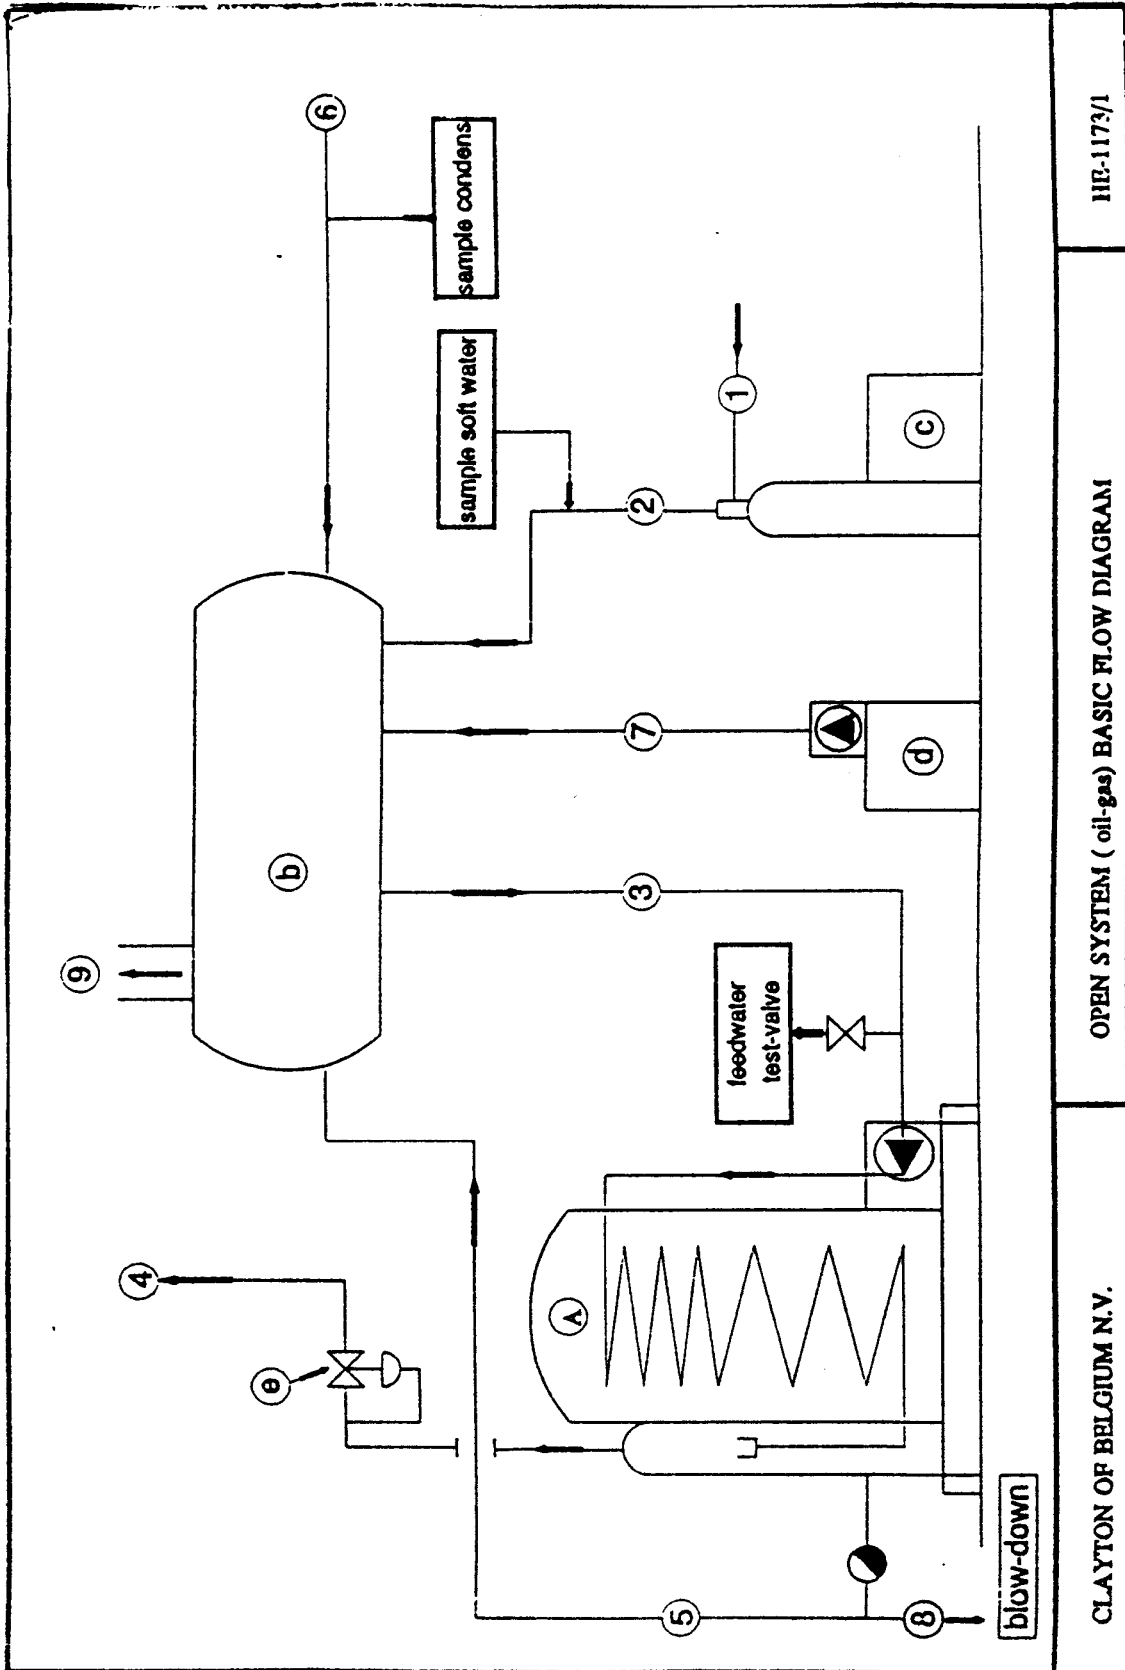 9
4
e
b
6
sample condens.
sample soft water
A
feedwater
test-valve
5
3
7
2
1
8
d
c
blow-down
CLAYTON OF BELGIUM N.V.
OPEN SYSTEM ( oil-gas) BASIC FLOW DIAGRAM
HE-1173/1